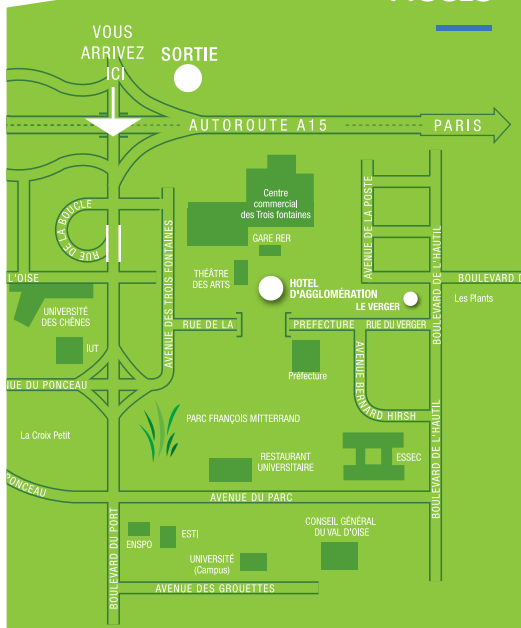 VOUS
ARRIVEZ
ICI
SORTIE
AUTOROUTE A15
PARIS
Centre
commercial
des Trois fontaines
GARE RER
THÉÂTRE
DES ARTS
HOTEL
D'AGGLOMÉRATION
LE VERGER
AVENUE DE LA POSTE
BOULEVARD DE L'HAUTIL
BOULEVARD D
Les Plants
RUE DE LA BOUCLE
AVENUE DES TROIS FONTAINES
L'OISE
UNIVERSITÉ
DES CHÊNES
IUT
RUE DE LA
PREFECTURE
RUE DU VERGER
Préfecture
AVENUE BERNARD HIRSH
NUE DU PONCEAU
PARC FRANÇOIS MITTERRAND
La Croix Petit
RESTAURANT
UNIVERSITAIRE
ESSEC
BOULEVARD DE L'HAUTIL
PONCEAU
AVENUE DU PARC
BOULEVARD DU PORT
ENSPO
ESTI
CONSEIL GÉNÉRAL
DU VAL D'OISE
UNIVERSITÉ
(Campus)
AVENUE DES GROUETTES